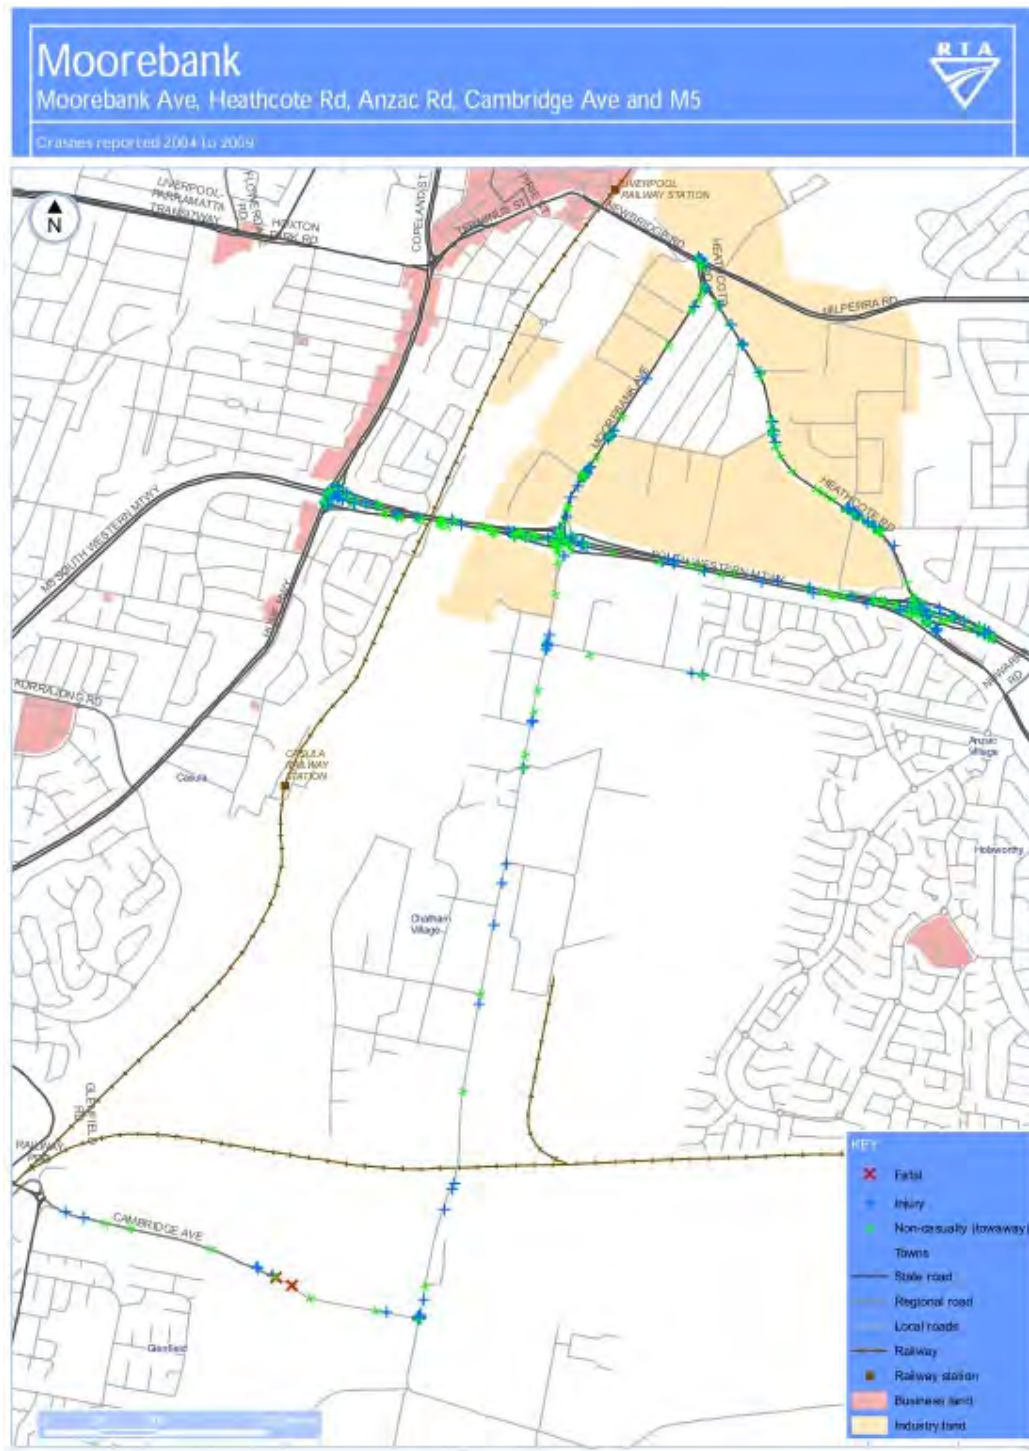 Moorebank
RTA
Moorebank Ave, Heathcote Rd, Anzac Rd, Cambridge Ave and M5
Crashes reported 2004 to 2009
LIVERPOOL
RAILWAY STATION
LIVERPOOL-
PARRAMATTA
TRANSITWAY
HOXTON
PARK RD
COPELAND ST
TERMINUS ST
NEWBRIDGE RD
HEATHCOTE
RD
MILPERRA RD
N
MOOREBANK AVE
HEATHCOTE RD
M5 SOUTH WESTERN MTWY
SOUTH WESTERN MTWY
HWY
KURRAJONG RD
RD
CASULA
RAILWAY
STATION
Casula
Anzac
Village
Holsworthy
Chatham
Village
GLENFIELD
RD
RAILWAY
PDE
CAMBRIDGE AVE
Glenfield
KEY
Fatal
Injury
Non-casualty (towaway)
Towns
State road
Regional road
Local roads
Railway
Railway station
Business land
Industry land